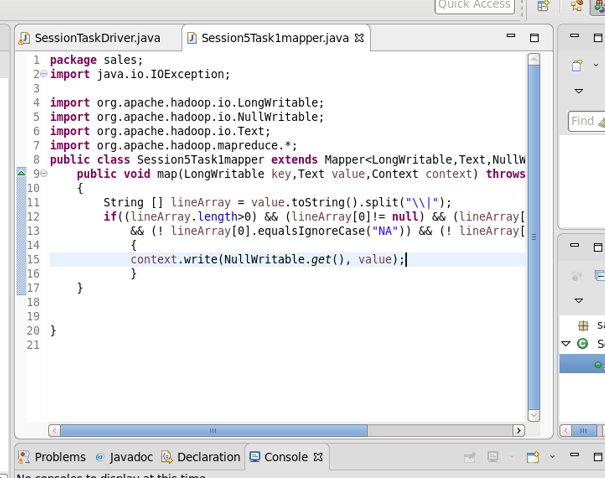 Quick Access
SessionTaskDriver.java
Session5Task1mapper.java
1 package sales;
2 import java.io.IOException;
3
4 import org.apache.hadoop.io.LongWritable;
5 import org.apache.hadoop.io.NullWritable;
6 import org.apache.hadoop.io.Text;
7 import org.apache.hadoop.mapreduce.*;
8 public class Session5Task1mapper extends Mapper<LongWritable,Text,NullW
9 public void map(LongWritable key,Text value,Context context) throws
10 {
11 String [] lineArray = value.toString().split("\\|");
12 if((lineArray.length>0) && (lineArray[0]!= null) && (lineArray[
13 && (! lineArray[0].equalsIgnoreCase("NA")) && (! lineArray[
14 {
15 context.write(NullWritable.get(), value);
16 }
17 }
18
19
20 }
21
Find
sa
Se
Problems
Javadoc
Declaration
Console
No consoles to display at this time.